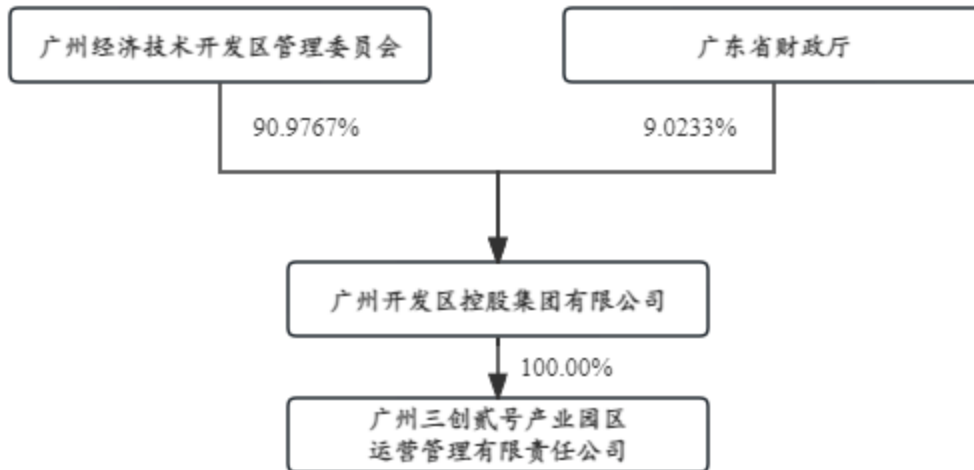 广州经济技术开发区管理委员会
广东省财政厅
90.9767%
9.0233%
广州开发区控股集团有限公司
100.00%
广州三创贰号产业园区
运营管理有限责任公司